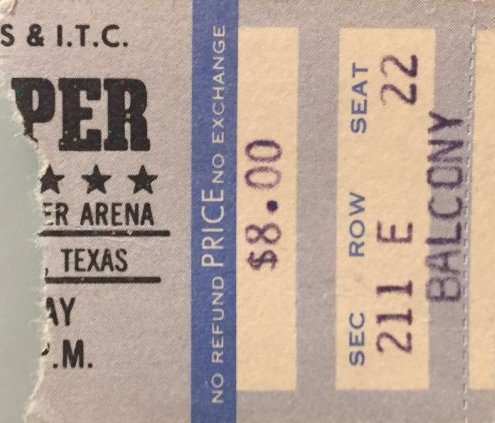 S & I.T.C.
PER
ER ARENA
, TEXAS
AY
P.M.
NO REFUND PRICE NO EXCHANGE
$8.00
SEC ROW SEAT
211 E 22
BALCONY